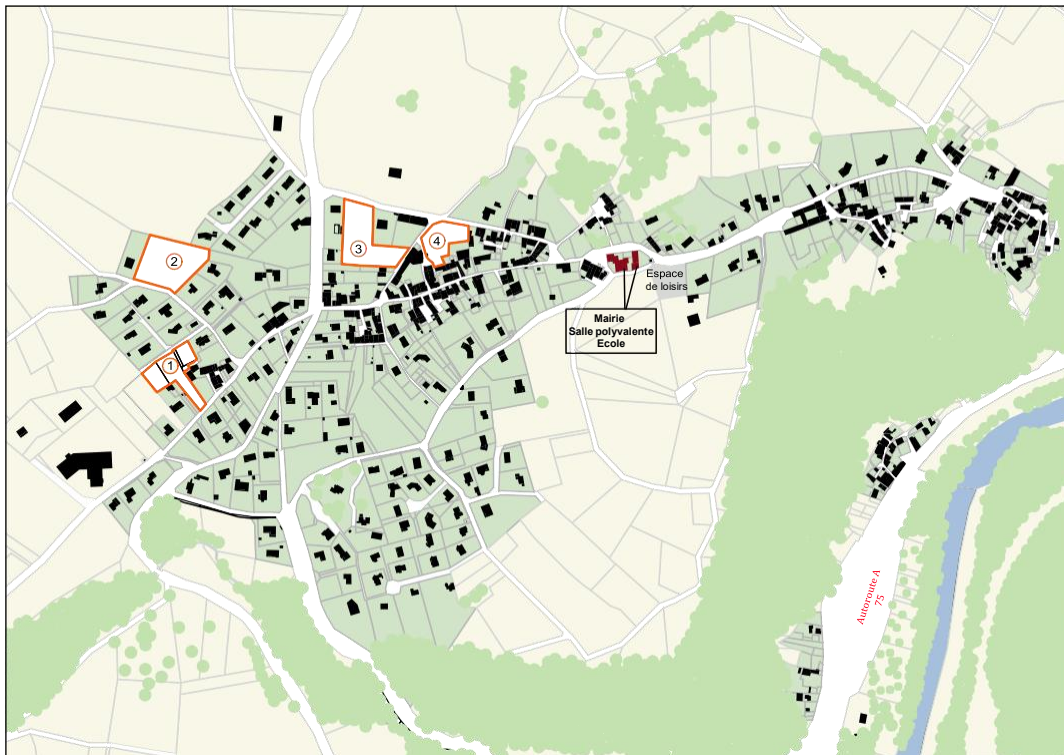 4
3
2
Espace
de loisirs
Mairie
Salle polyvalente
Ecole
1
Autoroute A
75